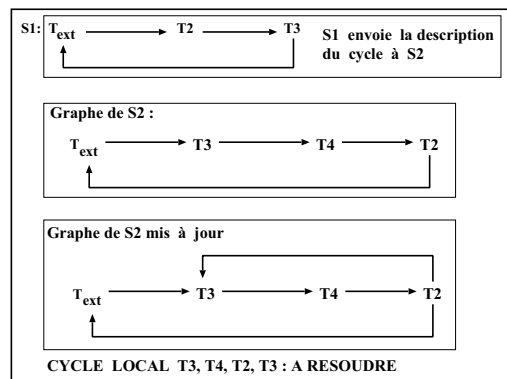 S1: Text T2 T3
S1 envoie la description
du cycle à S2
Graphe de S2 :
Text T3 T4 T2
Graphe de S2 mis à jour
Text T3 T4 T2
CYCLE LOCAL T3, T4, T2, T3 : A RESOUDRE